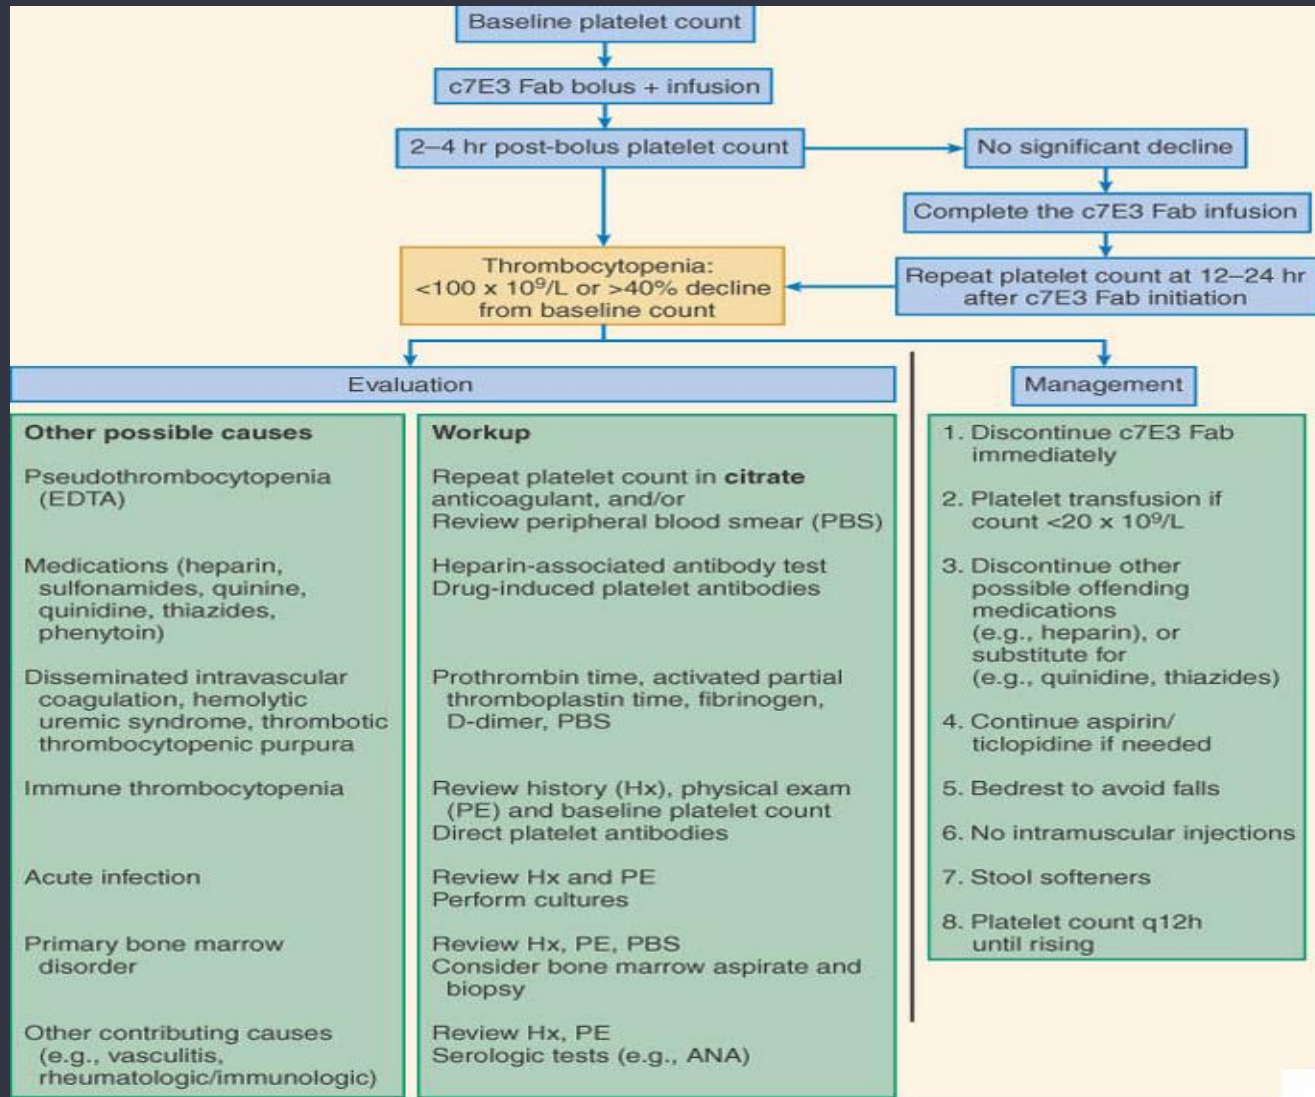 Baseline platelet count
c7E3 Fab bolus + infusion
2–4 hr post-bolus platelet count
No significant decline
Complete the c7E3 Fab infusion
Repeat platelet count at 12–24 hr
after c7E3 Fab initiation
Thrombocytopenia:
<100 x 10⁹/L or >40% decline
from baseline count
Evaluation
Other possible causes
Pseudothrombocytopenia
(EDTA)
Medications (heparin,
sulfonamides, quinine,
quinidine, thiazides,
phenytoin)
Disseminated intravascular
coagulation, hemolytic
uremic syndrome, thrombotic
thrombocytopenic purpura
Immune thrombocytopenia
Acute infection
Primary bone marrow
disorder
Other contributing causes
(e.g., vasculitis,
rheumatologic/immunologic)
Workup
Repeat platelet count in citrate
anticoagulant, and/or
Review peripheral blood smear (PBS)
Heparin-associated antibody test
Drug-induced platelet antibodies
Prothrombin time, activated partial
thromboplastin time, fibrinogen,
D-dimer, PBS
Review history (Hx), physical exam
(PE) and baseline platelet count
Direct platelet antibodies
Review Hx and PE
Perform cultures
Review Hx, PE, PBS
Consider bone marrow aspirate and
biopsy
Review Hx, PE
Serologic tests (e.g., ANA)
Management
1. Discontinue c7E3 Fab
immediately
2. Platelet transfusion if
count <20 x 10⁹/L
3. Discontinue other
possible offending
medications
(e.g., heparin), or
substitute for
(e.g., quinidine, thiazides)
4. Continue aspirin/
ticlopidine if needed
5. Bedrest to avoid falls
6. No intramuscular injections
7. Stool softeners
8. Platelet count q12h
until rising